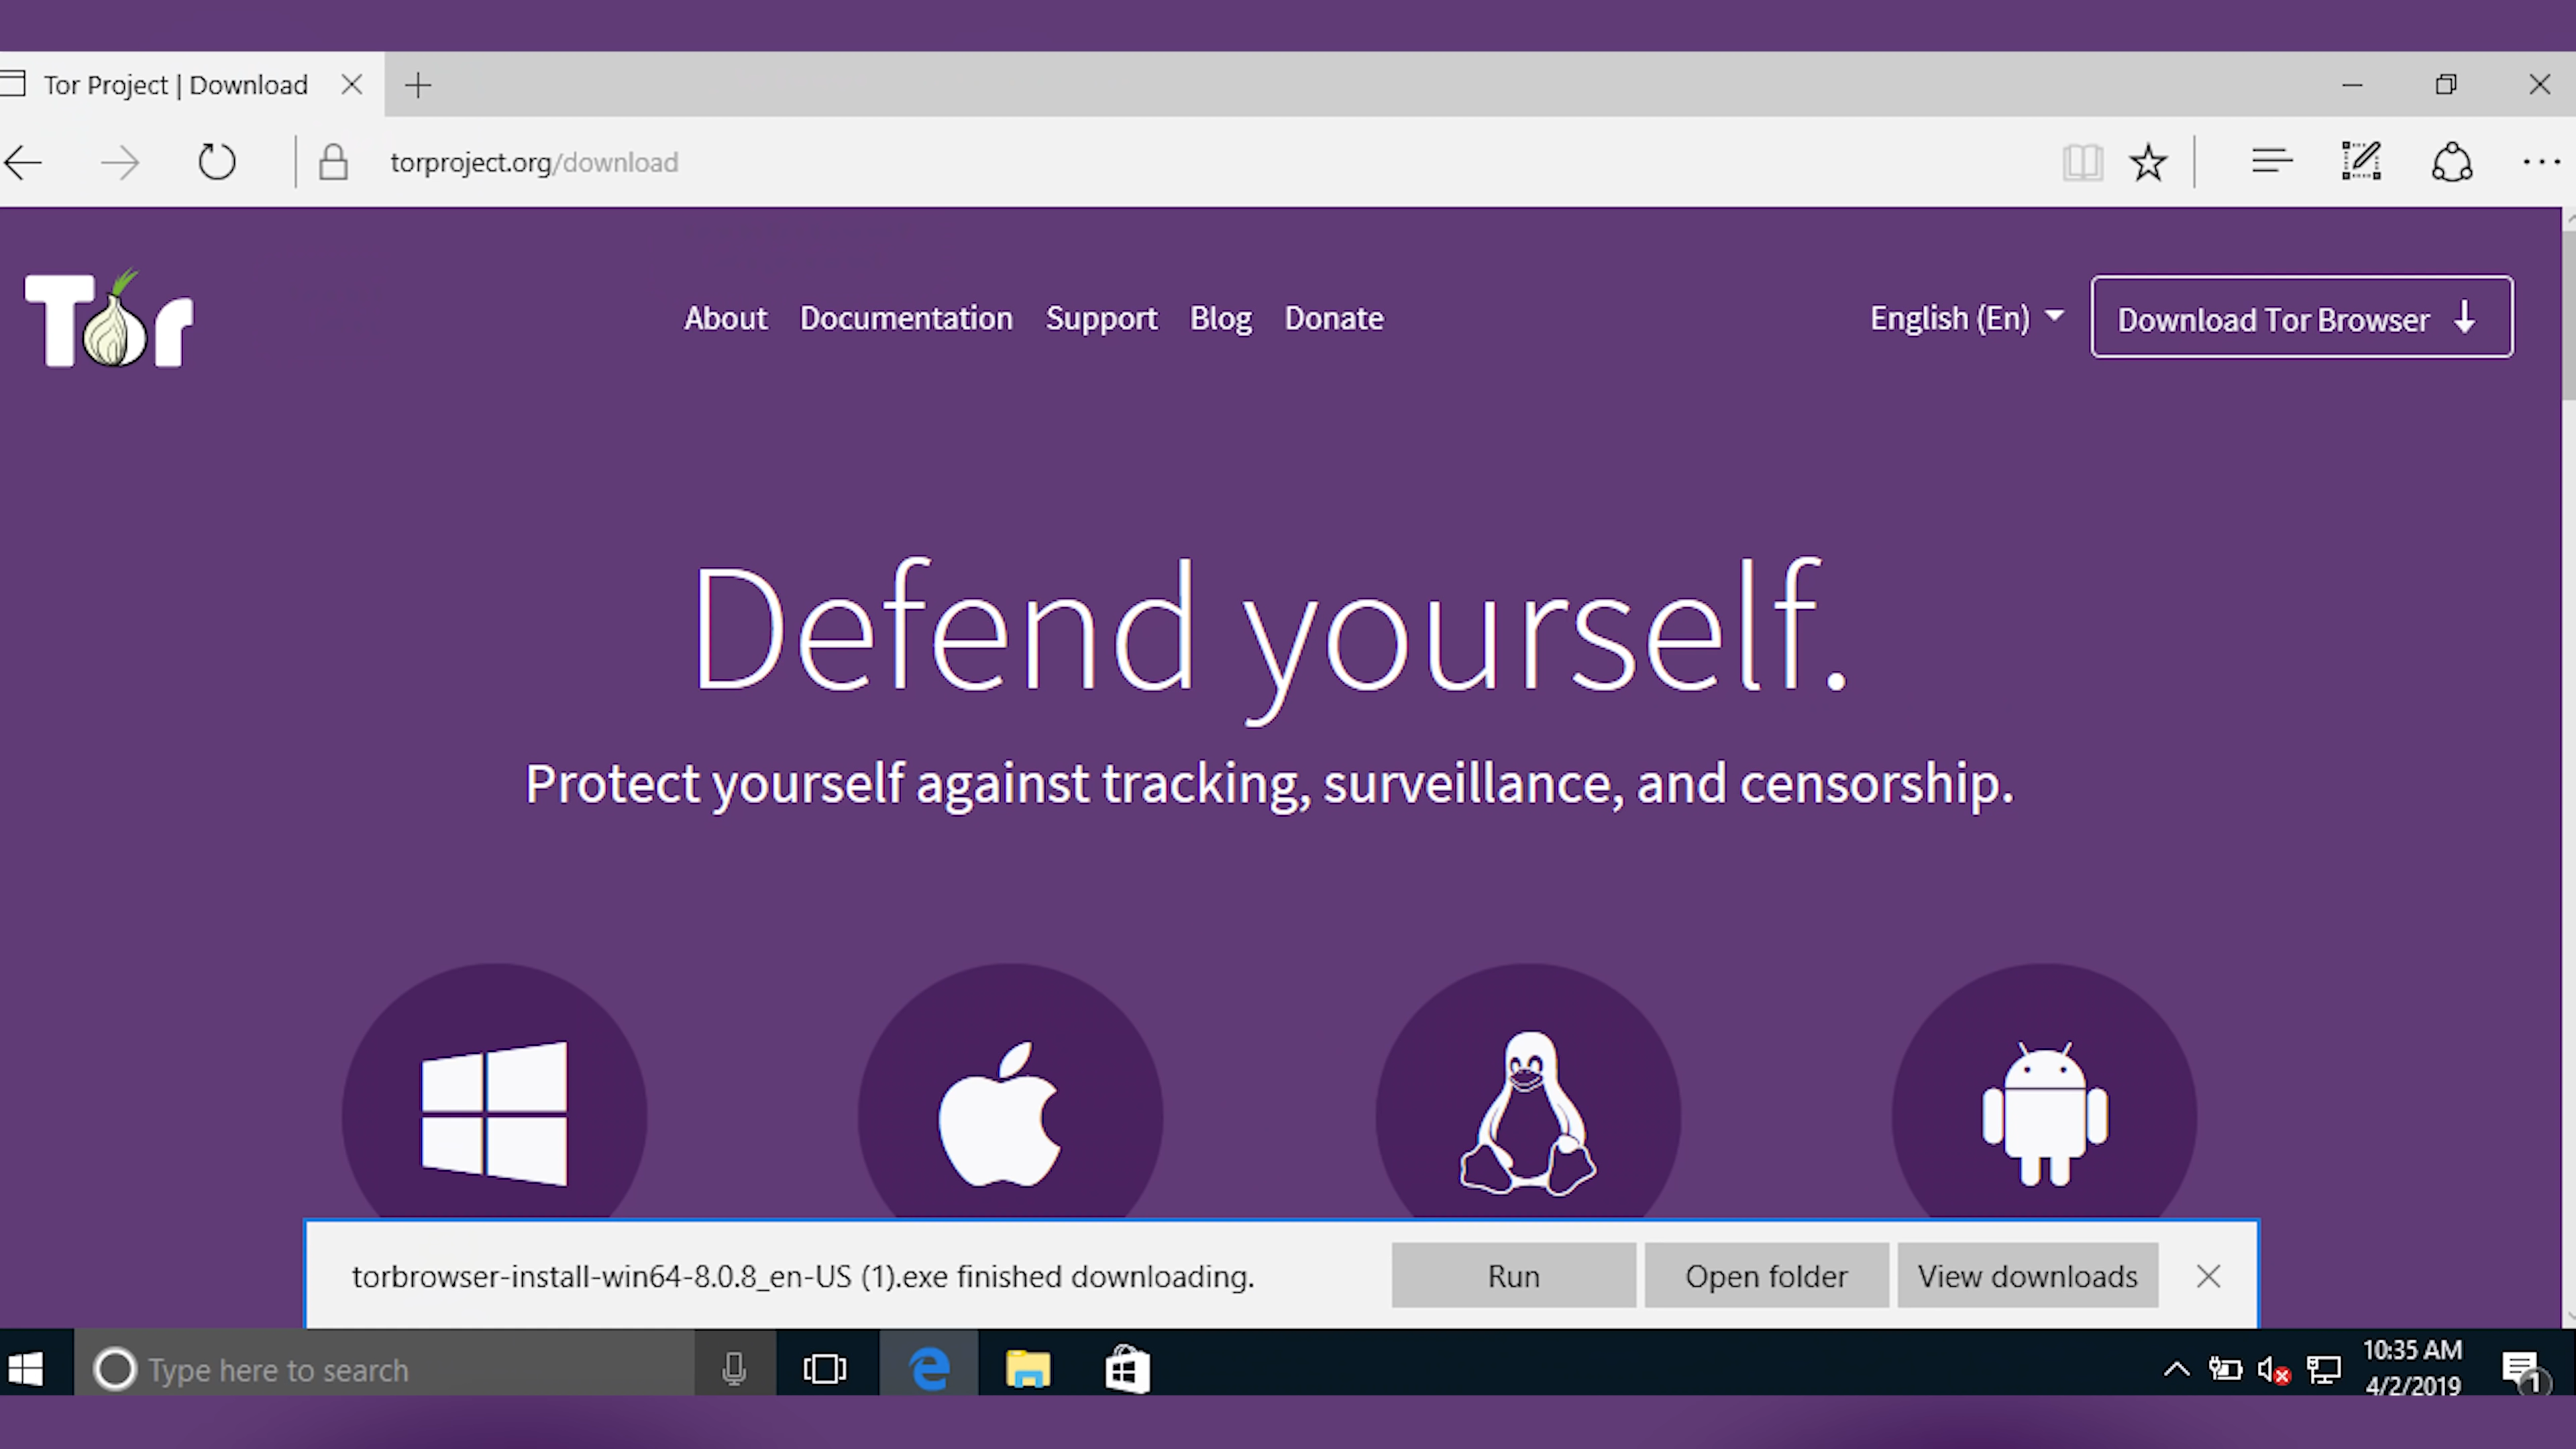 Tor Project | Download
torproject.org/download
Tor
About Documentation Support Blog Donate
English (En)
Download Tor Browser
Defend yourself.
Protect yourself against tracking, surveillance, and censorship.
torbrowser-install-win64-8.0.8_en-US (1).exe finished downloading.
Run
Open folder
View downloads
Type here to search
10:35 AM
4/2/2019
1